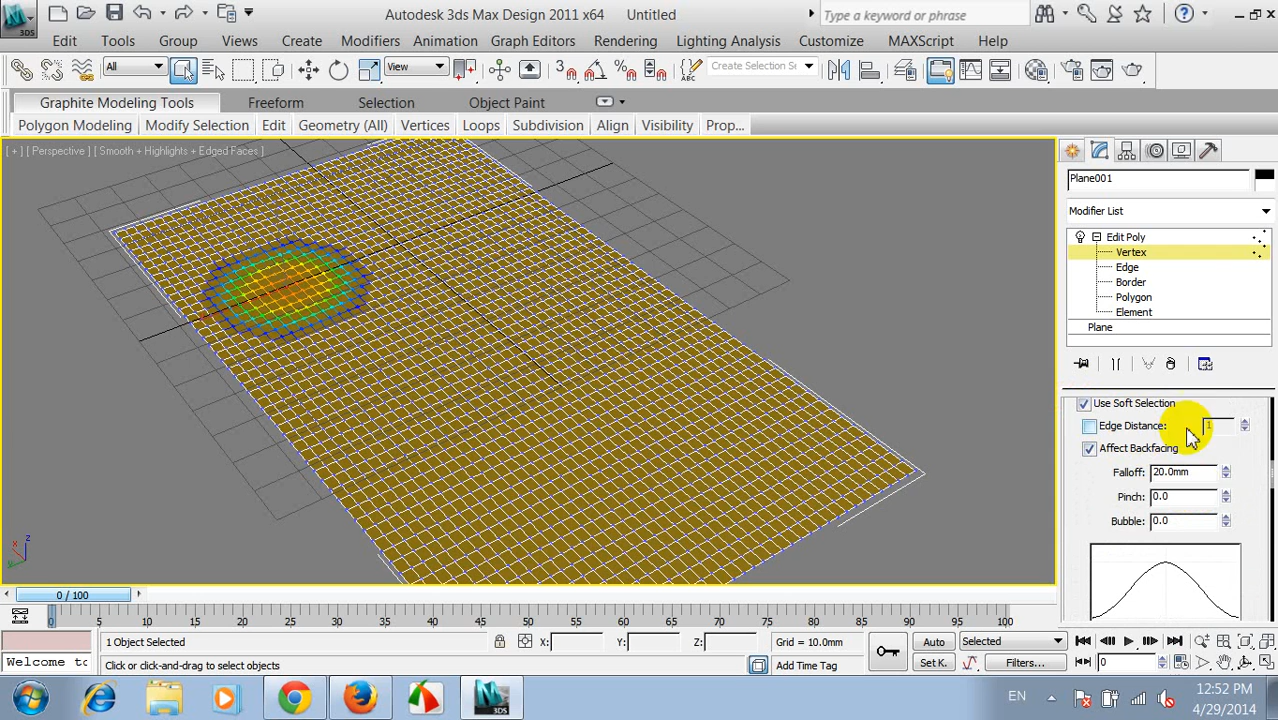 Autodesk 3ds Max Design 2011 x64 Untitled
Type a keyword or phrase
3DS
Edit Tools Group Views Create Modifiers Animation Graph Editors Rendering Lighting Analysis Customize MAXScript Help
All View 3 Create Selection Se
Graphite Modeling Tools Freeform Selection Object Paint
Polygon Modeling Modify Selection Edit Geometry (All) Vertices Loops Subdivision Align Visibility Prop...
[ + ] [ Perspective ] [ Smooth + Highlights + Edged Faces ]
Plane001
Modifier List
Edit Poly
Vertex
Edge
Border
Polygon
Element
Plane
Use Soft Selection
Edge Distance: 1
Affect Backfacing
Falloff: 20.0mm
Pinch: 0.0
Bubble: 0.0
z
x
y
0 / 100
0 5 10 15 20 25 30 35 40 45 50 55 60 65 70 75 80 85 90 95 100
1 Object Selected X: Y: Z: Grid = 10.0mm Auto Selected
Welcome to Click or click-and-drag to select objects Add Time Tag Set K. Filters... 0
EN
12:52 PM
4/29/2014
3DS